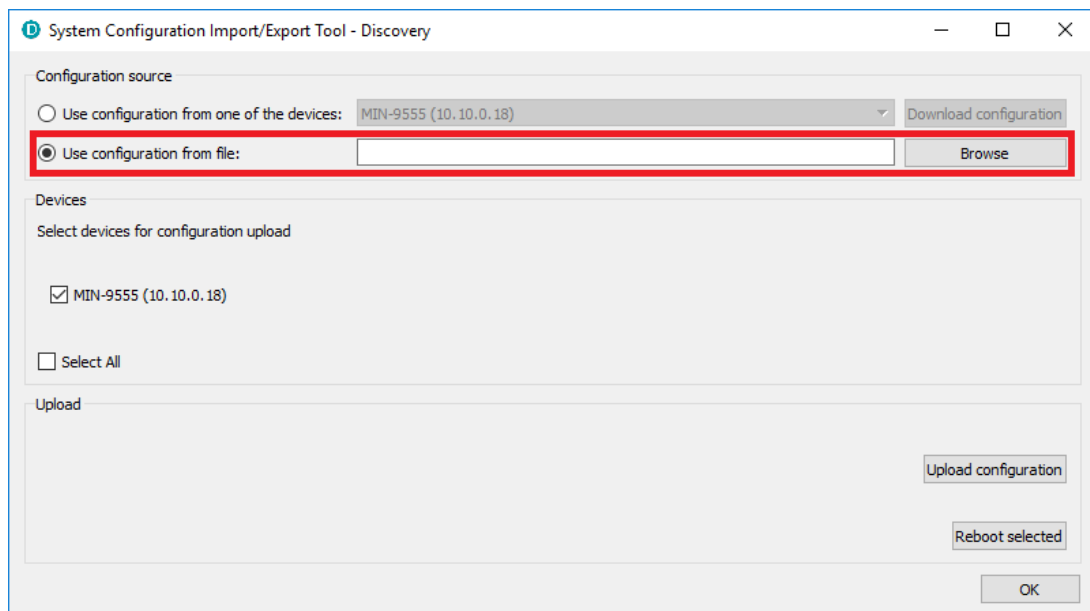 D System Configuration Import/Export Tool - Discovery
Configuration source
Use configuration from one of the devices: MIN-9555 (10.10.0.18) Download configuration
Use configuration from file: Browse
Devices
Select devices for configuration upload
MIN-9555 (10.10.0.18)
Select All
Upload
Upload configuration
Reboot selected
OK